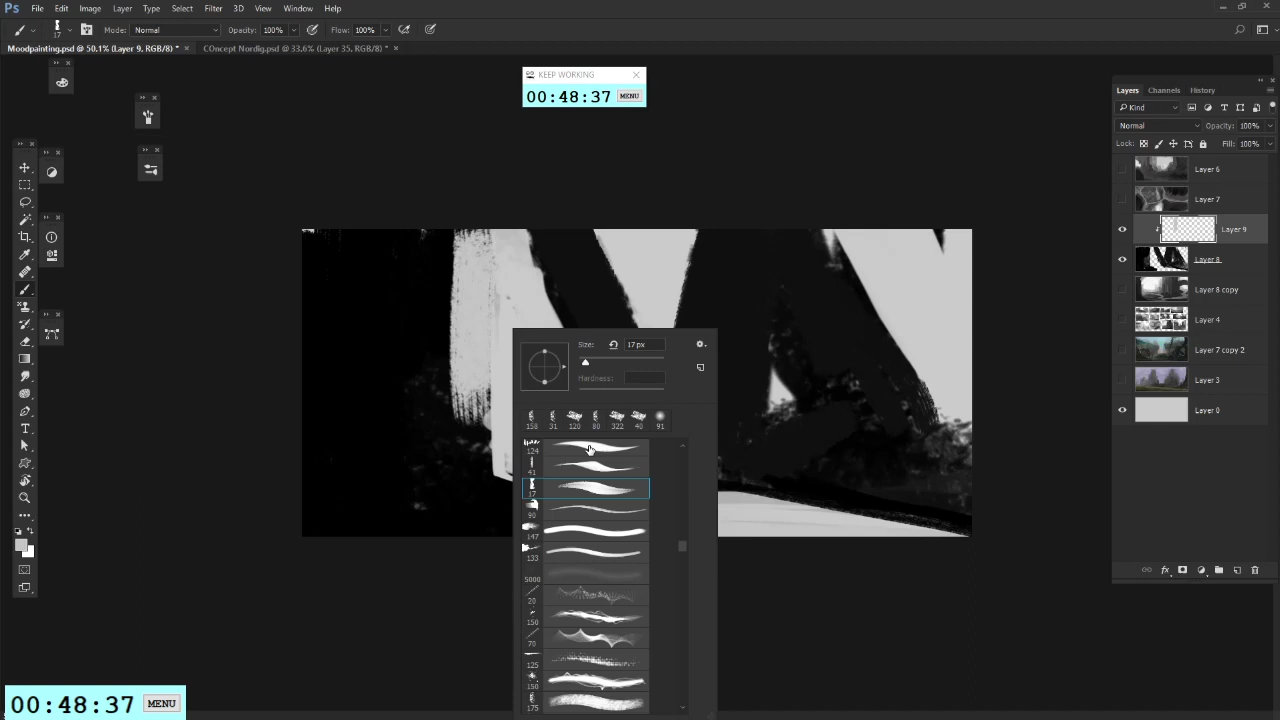 Ps File Edit Image Layer Type Select Filter 3D View Window Help
17 Mode: Normal Opacity: 100% Flow: 100%
Moodpainting.psd @ 50,1% (Layer 9, RGB/8) * × COncept Nordig.psd @ 33,6% (Layer 35, RGB/8) * ×
KEEP WORKING
00:48:37 MENU
Layers Channels History
Kind
Normal Opacity: 100%
Lock: Fill: 100%
Layer 6
Layer 7
Layer 9
Layer 8
Layer 8 copy
Layer 4
Layer 7 copy 2
Layer 3
Layer 0
Size: 17 px
Hardness:
158 31 120 80 322 40 91
124
41
17
90
147
133
5000
20
150
70
125
150
175
00:48:37 MENU